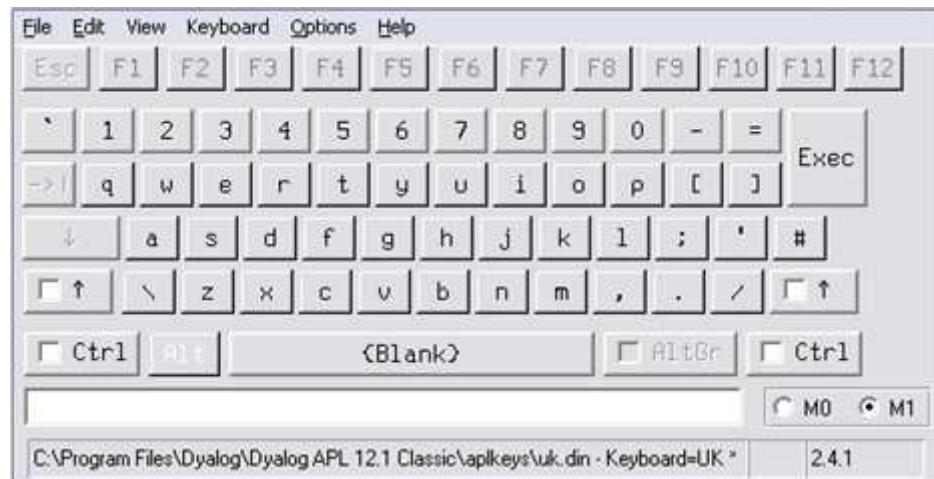 File Edit View Keyboard Options Help
Esc F1 F2 F3 F4 F5 F6 F7 F8 F9 F10 F11 F12
` 1 2 3 4 5 6 7 8 9 0 - = Exec
->| q w e r t y u i o p [ ]
↓ a s d f g h j k l ; ' #
↑ \ z x c v b n m , . / ↑
Ctrl Alt {Blank} AltGr Ctrl
M0 M1
C:\Program Files\Dyalog\Dyalog APL 12.1 Classic\aplkeys\uk.din - Keyboard=UK * 2.4.1